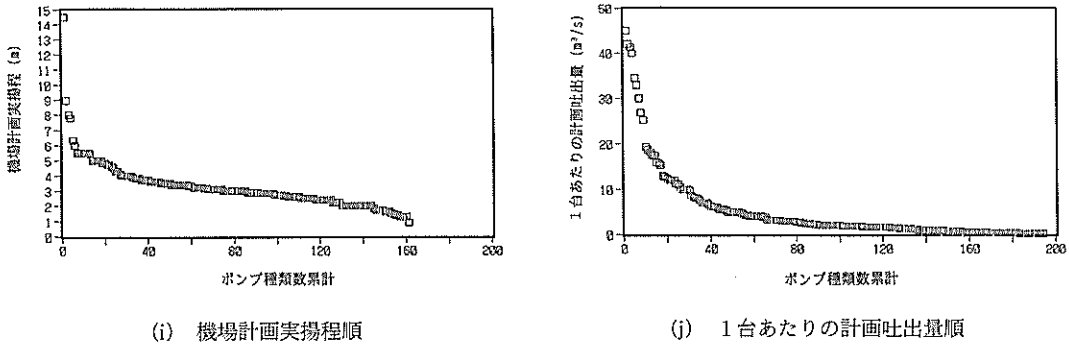 機場計画実揚程 (m)
15
14
13
12
11
10
9
8
7
6
5
4
3
2
1
0
0 40 80 120 160 200
ポンプ種類数累計
(i) 機場計画実揚程順
1台あたりの計画吐出量 (m³/s)
50
40
30
20
10
0
0 40 80 120 160 200
ポンプ種類数累計
(j) 1台あたりの計画吐出量順